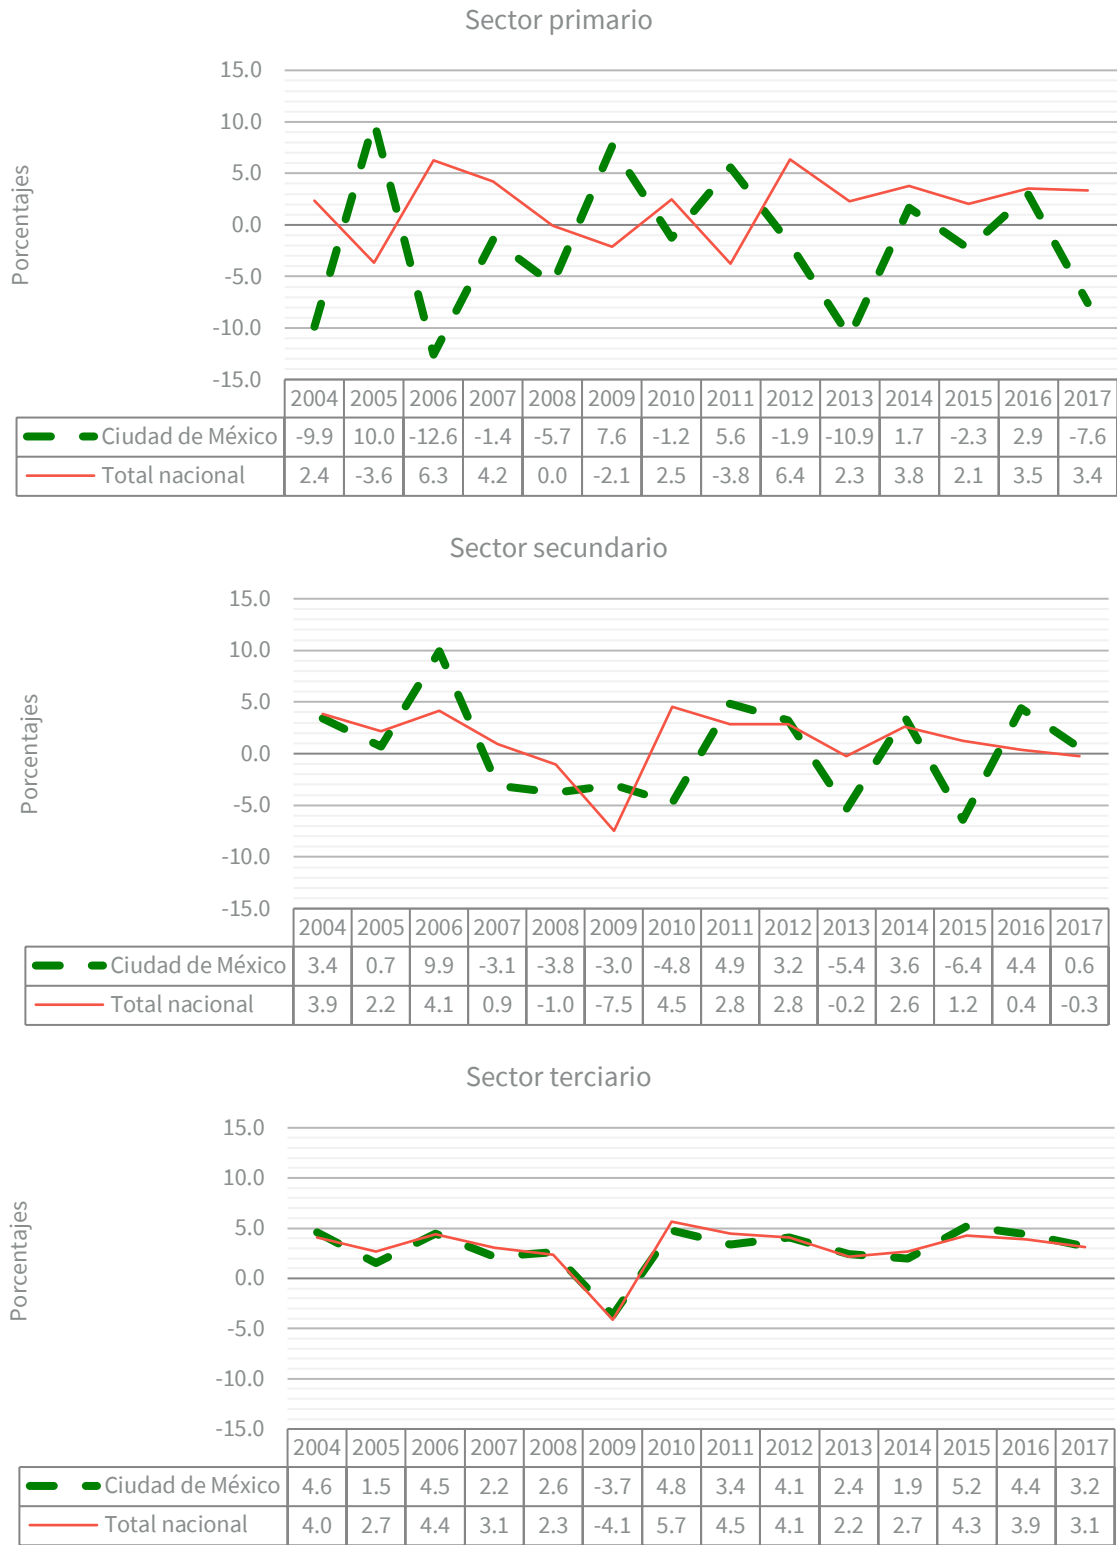 Sector primario
Porcentajes
15.0
10.0
5.0
0.0
-5.0
-10.0
-15.0
2004 2005 2006 2007 2008 2009 2010 2011 2012 2013 2014 2015 2016 2017
Ciudad de México -9.9 10.0 -12.6 -1.4 -5.7 7.6 -1.2 5.6 -1.9 -10.9 1.7 -2.3 2.9 -7.6
Total nacional 2.4 -3.6 6.3 4.2 0.0 -2.1 2.5 -3.8 6.4 2.3 3.8 2.1 3.5 3.4
Sector secundario
Porcentajes
15.0
10.0
5.0
0.0
-5.0
-10.0
-15.0
2004 2005 2006 2007 2008 2009 2010 2011 2012 2013 2014 2015 2016 2017
Ciudad de México 3.4 0.7 9.9 -3.1 -3.8 -3.0 -4.8 4.9 3.2 -5.4 3.6 -6.4 4.4 0.6
Total nacional 3.9 2.2 4.1 0.9 -1.0 -7.5 4.5 2.8 2.8 -0.2 2.6 1.2 0.4 -0.3
Sector terciario
Porcentajes
15.0
10.0
5.0
0.0
-5.0
-10.0
-15.0
2004 2005 2006 2007 2008 2009 2010 2011 2012 2013 2014 2015 2016 2017
Ciudad de México 4.6 1.5 4.5 2.2 2.6 -3.7 4.8 3.4 4.1 2.4 1.9 5.2 4.4 3.2
Total nacional 4.0 2.7 4.4 3.1 2.3 -4.1 5.7 4.5 4.1 2.2 2.7 4.3 3.9 3.1